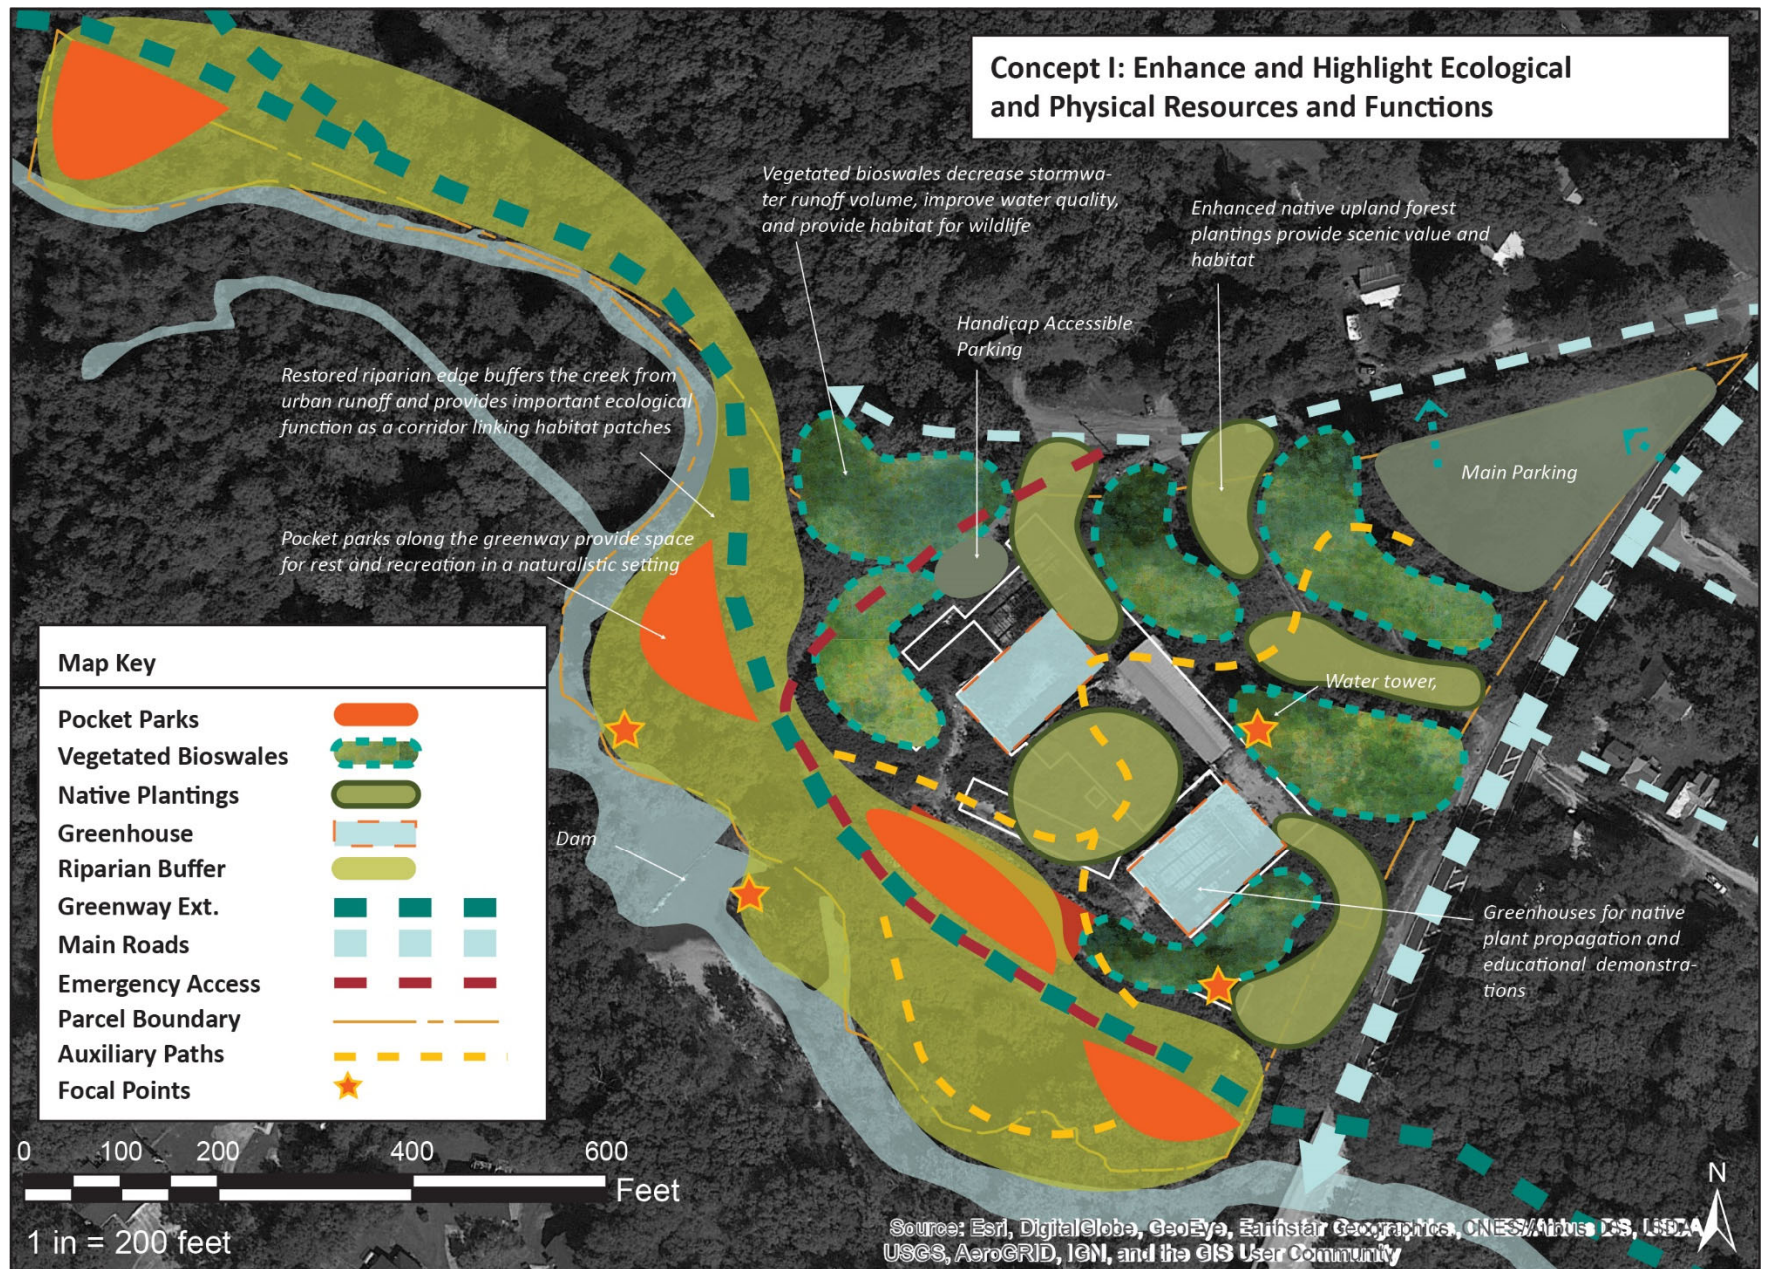 Concept I: Enhance and Highlight Ecological
and Physical Resources and Functions
Vegetated bioswales decrease stormwa-
ter runoff volume, improve water quality,
and provide habitat for wildlife
Enhanced native upland forest
plantings provide scenic value and
habitat
Handicap Accessible
Parking
Restored riparian edge buffers the creek from
urban runoff and provides important ecological
function as a corridor linking habitat patches
Main Parking
Pocket parks along the greenway provide space
for rest and recreation in a naturalistic setting
Water tower,
Dam
Greenhouses for native
plant propagation and
educational demonstra-
tions
Map Key
Pocket Parks
Vegetated Bioswales
Native Plantings
Greenhouse
Riparian Buffer
Greenway Ext.
Main Roads
Emergency Access
Parcel Boundary
Auxiliary Paths
Focal Points
0 100 200 400 600
Feet
1 in = 200 feet
N
Source: Esri, DigitalGlobe, GeoEye, Earthstar Geographics, CNES/Airbus DS, USDA
USGS, AeroGRID, IGN, and the GIS User Community